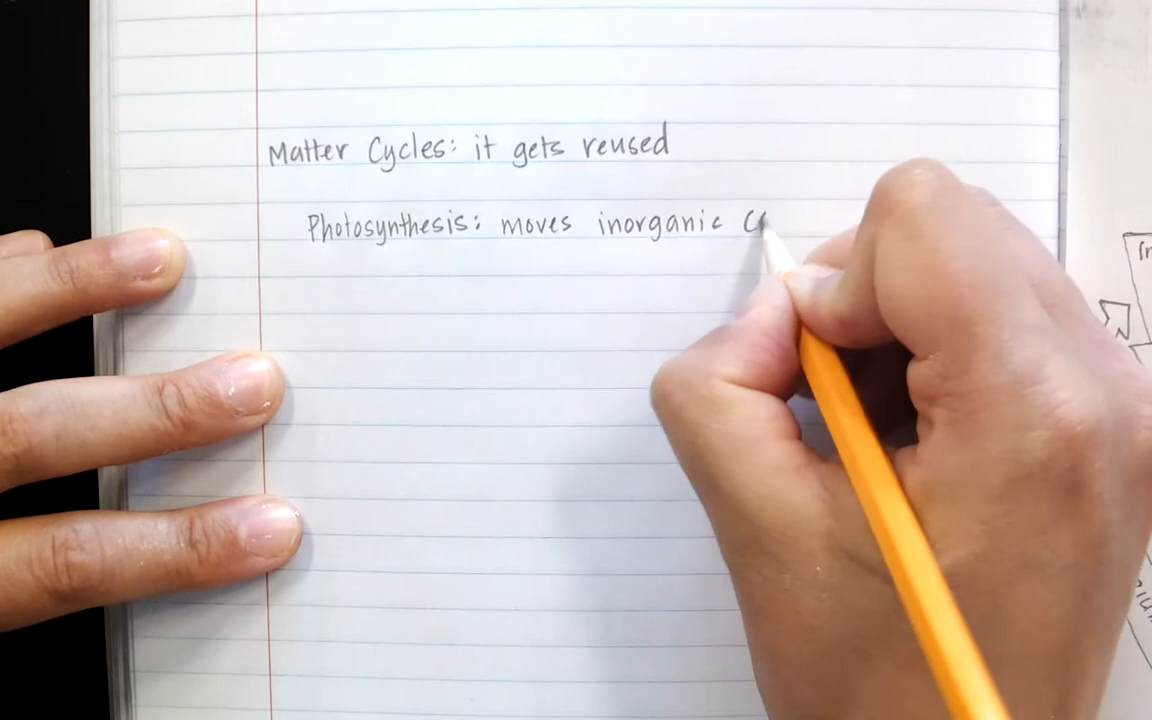 Matter Cycles: it gets reused
Photosynthesis: moves inorganic